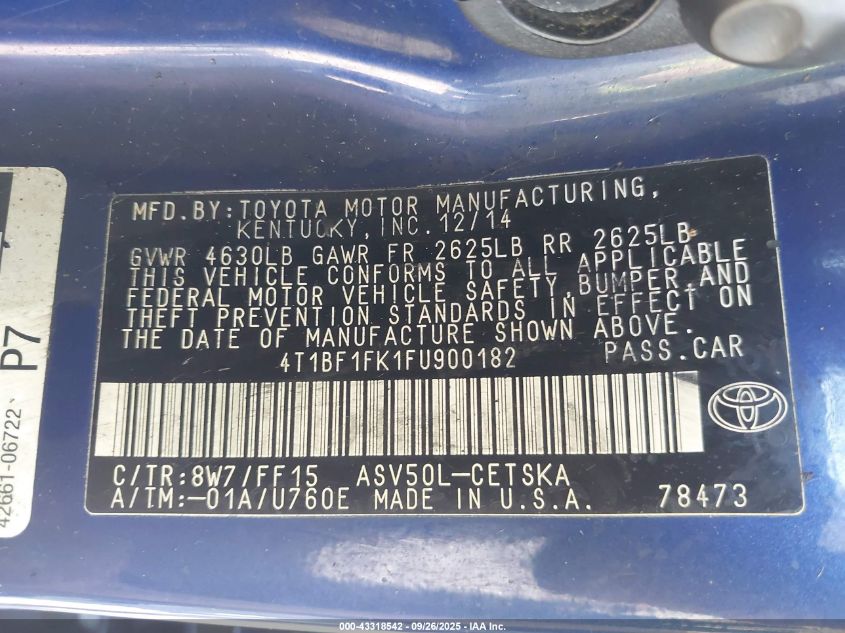 MFD.BY:TOYOTA MOTOR MANUFACTURING,
KENTUCKY, INC. 12/14
GVWR 4630LB GAWR FR 2625LB RR 2625LB
THIS VEHICLE CONFORMS TO ALL APPLICABLE
FEDERAL MOTOR VEHICLE SAFETY, BUMPER, AND
THEFT PREVENTION STANDARDS IN EFFECT ON
THE DATE OF MANUFACTURE SHOWN ABOVE.
4T1BF1FK1FU900182 PASS.CAR
C/TR:8W7/FF15 ASV50L-CETSKA
A/TM:-01A/U760E MADE IN U.S.A. 78473
P7
42661-06722
000-43318542 - 09/26/2025 - IAA Inc.